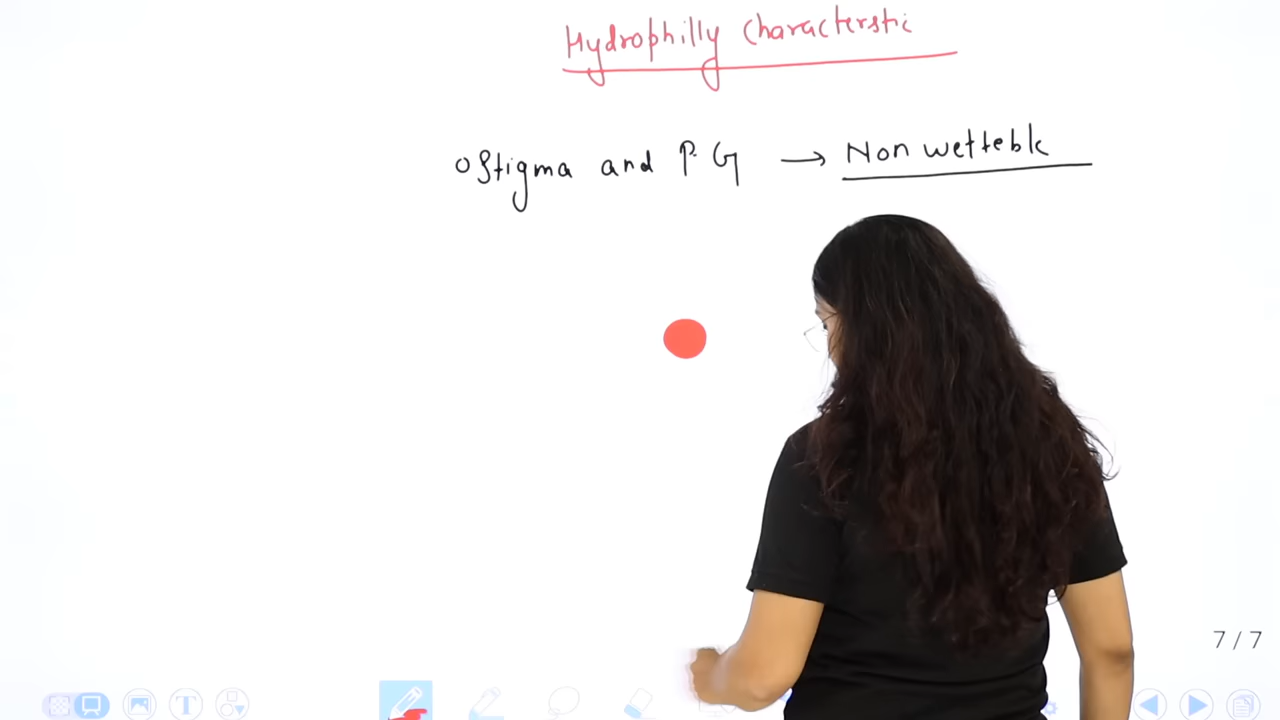 Hydrophilly Characterstic
Stigma and P.G → Non wetteble
7/7
T